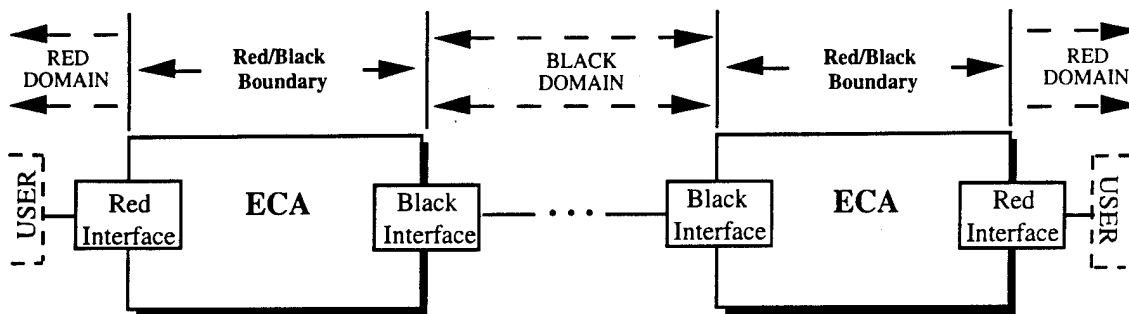 RED
DOMAIN
Red/Black
Boundary
BLACK
DOMAIN
Red/Black
Boundary
RED
DOMAIN
USER
Red
Interface
ECA
Black
Interface
Black
Interface
ECA
Red
Interface
USER